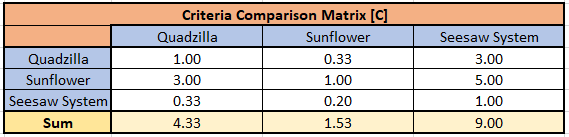 Criteria Comparison Matrix [C]
Quadzilla Sunflower Seesaw System
Quadzilla 1.00 0.33 3.00
Sunflower 3.00 1.00 5.00
Seesaw System 0.33 0.20 1.00
Sum 4.33 1.53 9.00